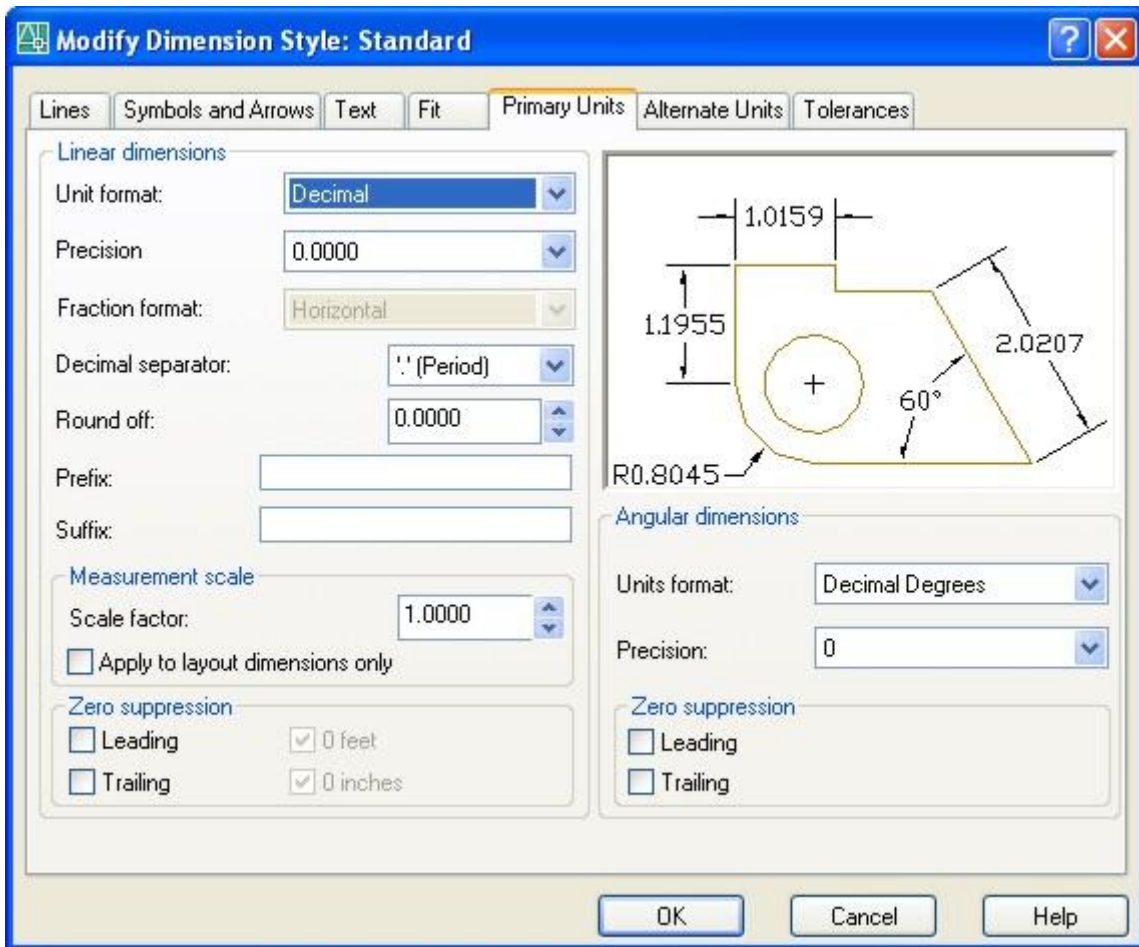 Modify Dimension Style: Standard
Lines Symbols and Arrows Text Fit Primary Units Alternate Units Tolerances
Linear dimensions
Unit format: Decimal
Precision 0.0000
Fraction format: Horizontal
Decimal separator: '.' (Period)
Round off: 0.0000
Prefix:
Suffix:
Measurement scale
Scale factor: 1.0000
Apply to layout dimensions only
Zero suppression
Leading 0 feet
Trailing 0 inches
1.0159
1.1955
2.0207
60°
R0.8045
Angular dimensions
Units format: Decimal Degrees
Precision: 0
Zero suppression
Leading
Trailing
OK Cancel Help